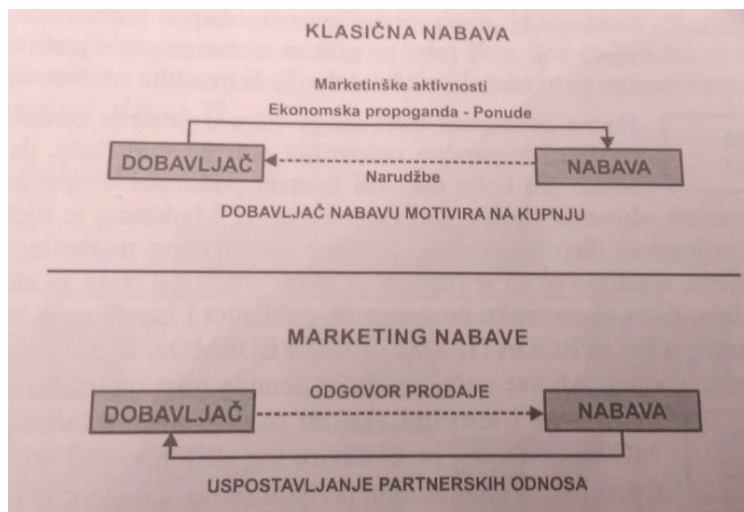 KLASIČNA NABAVA
Marketinške aktivnosti
Ekonomska propoganda - Ponude
DOBAVLJAČ
NABAVA
Narudžbe
DOBAVLJAČ NABAVU MOTIVIRA NA KUPNJU
MARKETING NABAVE
ODGOVOR PRODAJE
DOBAVLJAČ
NABAVA
USPOSTAVLJANJE PARTNERSKIH ODNOSA